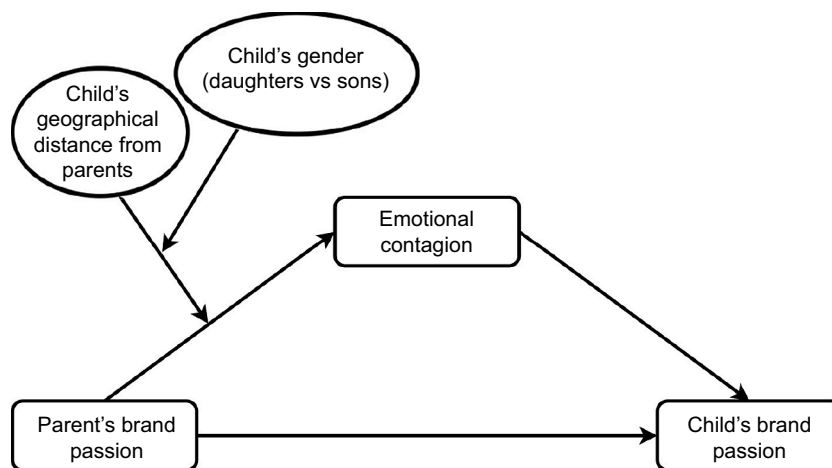 Child’s gender
(daughters vs sons)
Child’s
geographical
distance from
parents
Emotional
contagion
Parent’s brand
passion
Child’s brand
passion